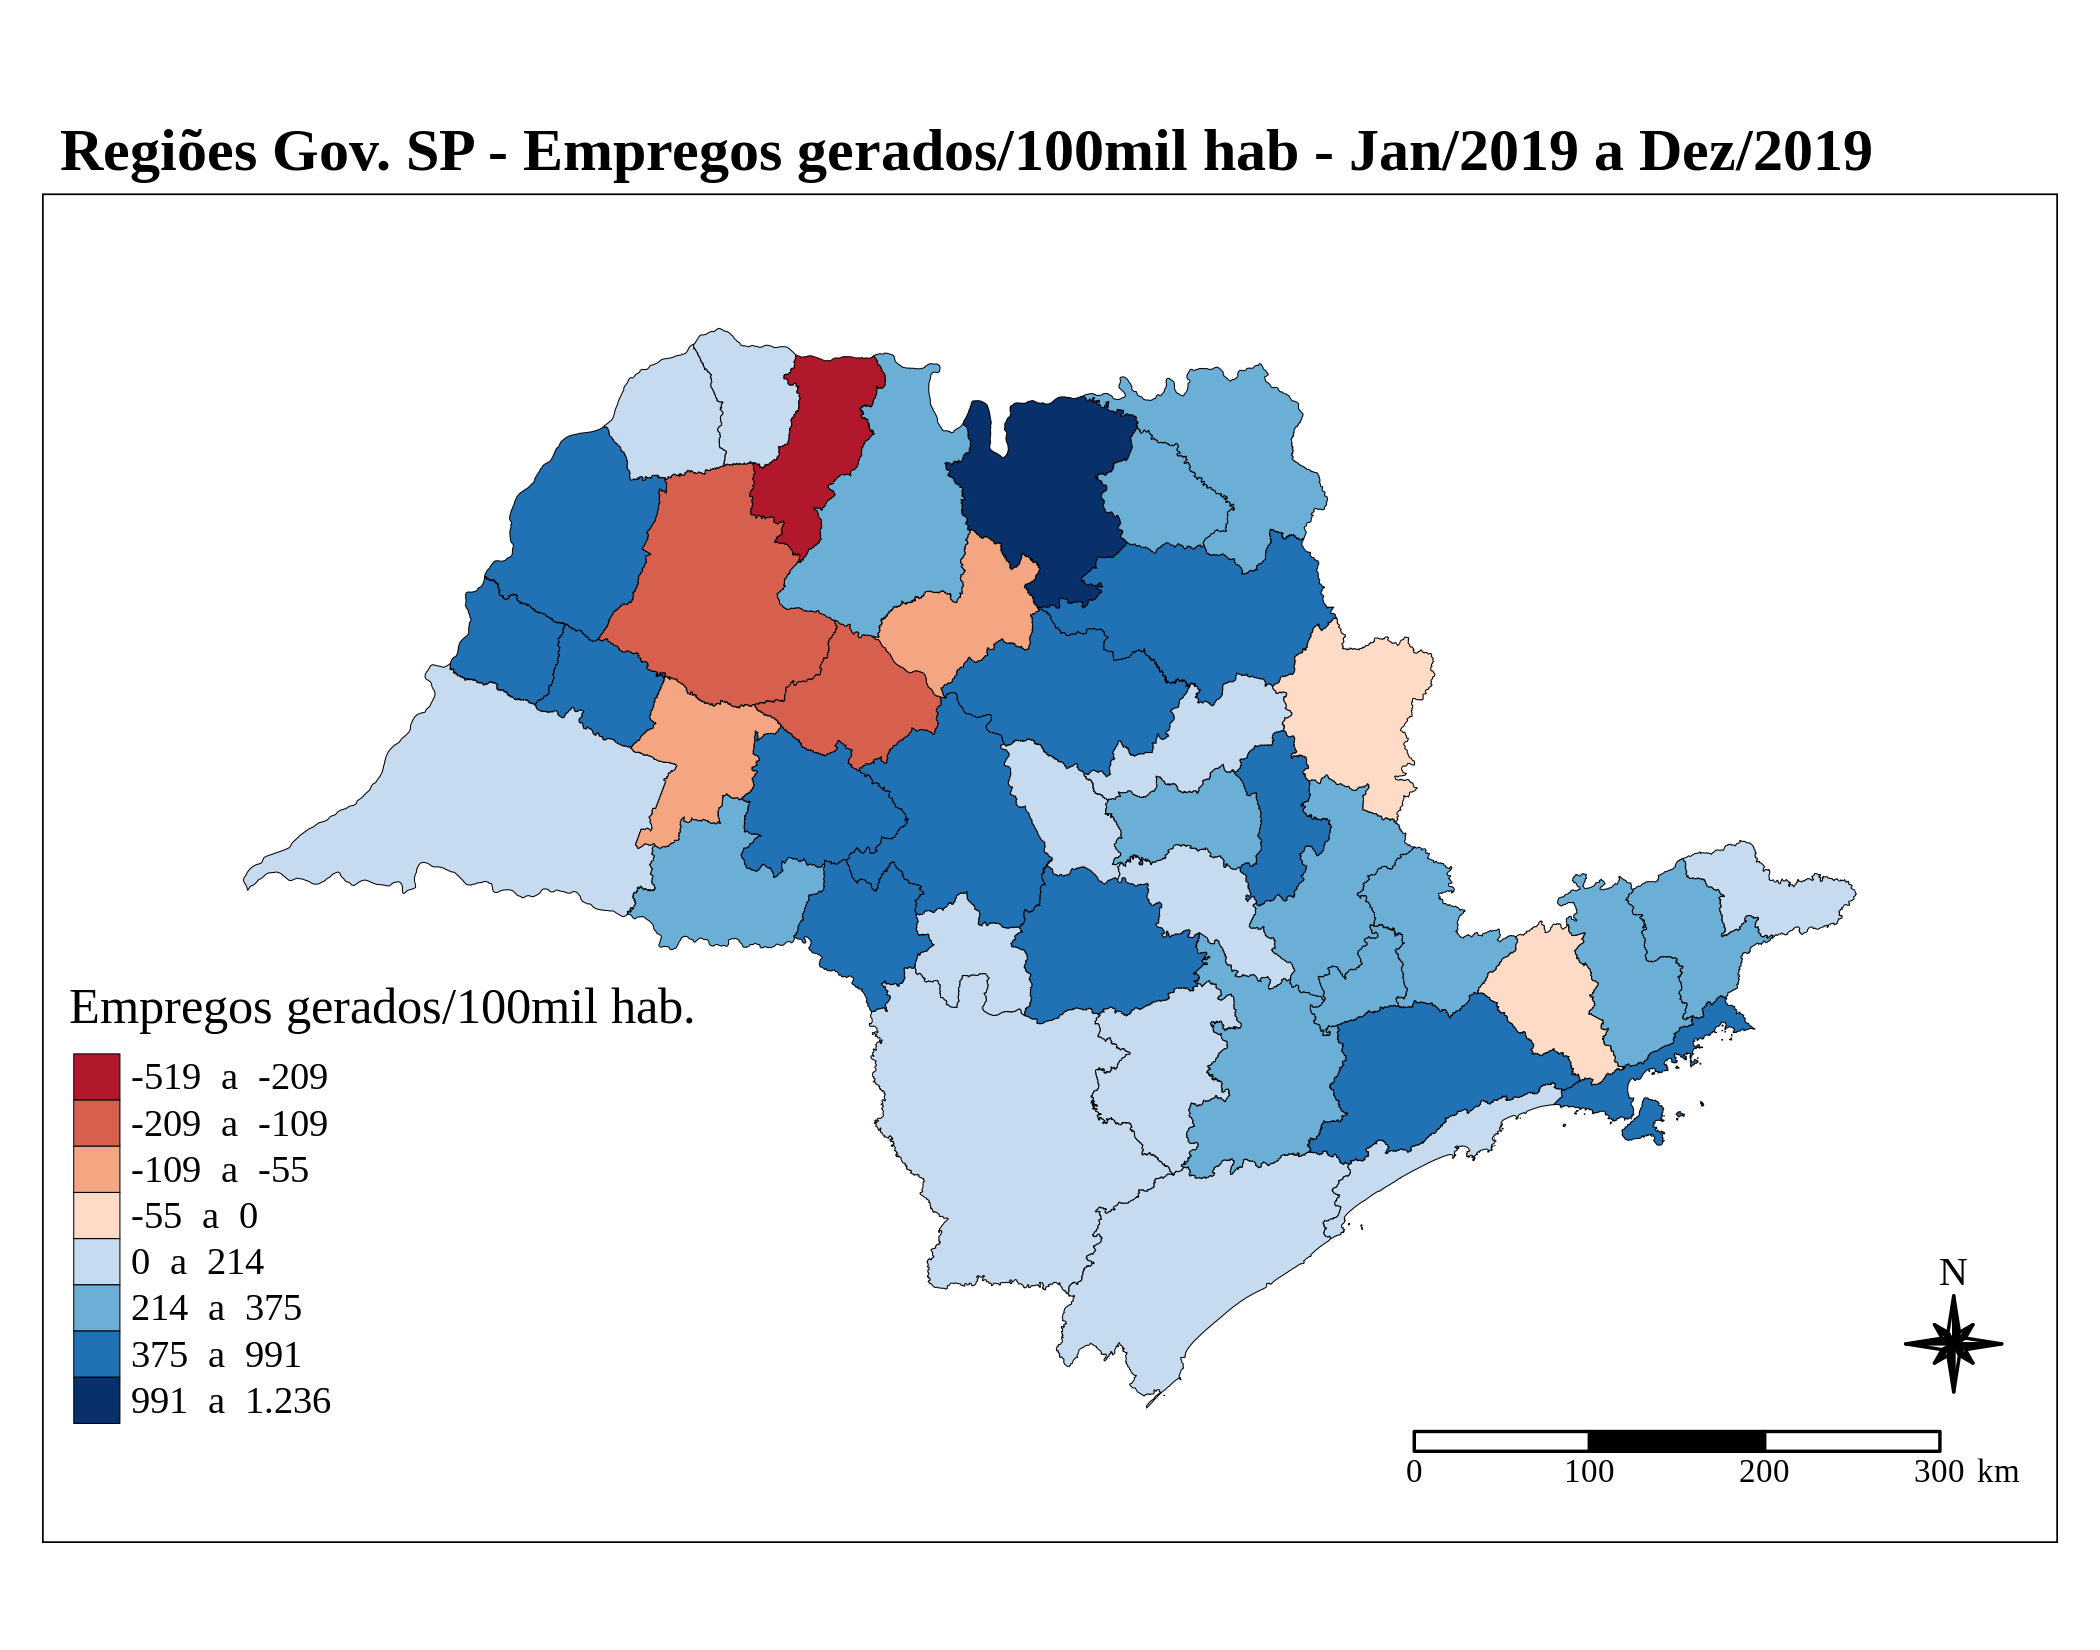 Regiões Gov. SP - Empregos gerados/100mil hab - Jan/2019 a Dez/2019
Empregos gerados/100mil hab.
-519 a -209
-209 a -109
-109 a -55
-55 a 0
0 a 214
214 a 375
375 a 991
991 a 1.236
N
0 100 200 300 km